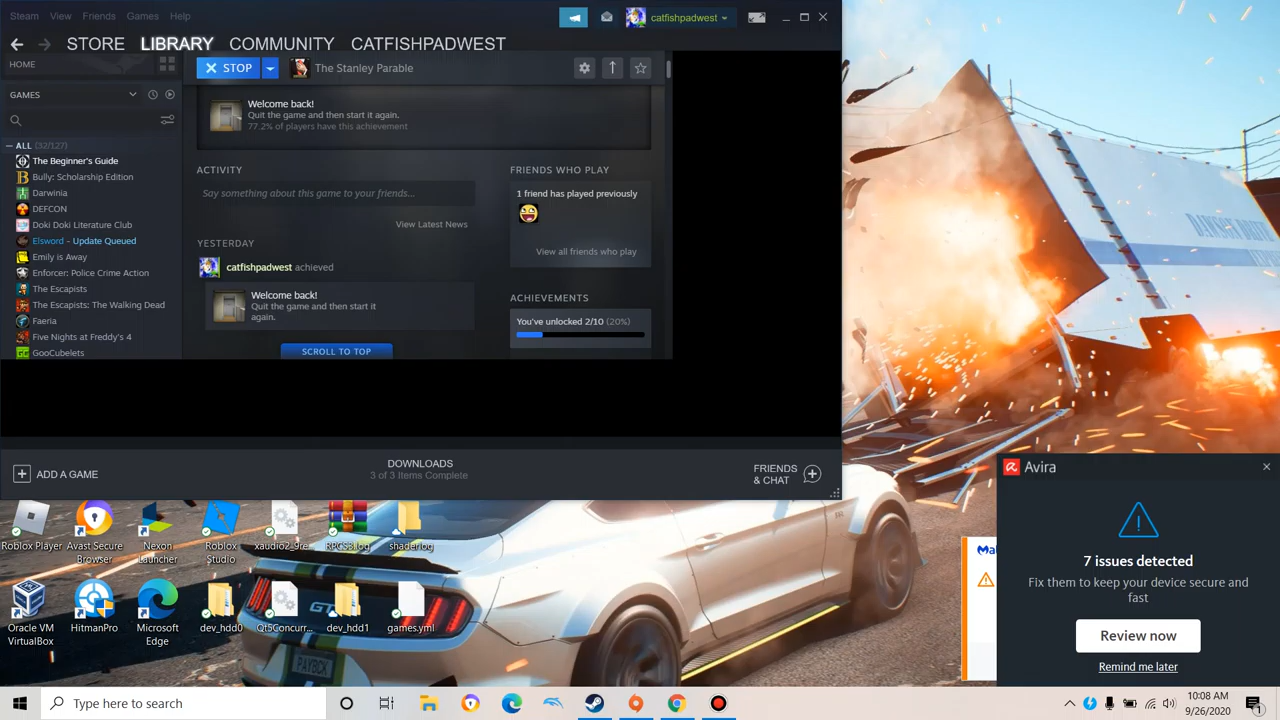 Steam View Friends Games Help
catfishpadwest
STORE LIBRARY COMMUNITY CATFISHPADWEST
HOME
STOP The Stanley Parable
GAMES
ALL (32/127)
The Beginner's Guide
Bully: Scholarship Edition
Darwinia
DEFCON
Doki Doki Literature Club
Elsword - Update Queued
Emily is Away
Enforcer: Police Crime Action
The Escapists
The Escapists: The Walking Dead
Faeria
Five Nights at Freddy's 4
GooCubelets
Welcome back!
Quit the game and then start it again.
77.2% of players have this achievement
ACTIVITY
Say something about this game to your friends...
View Latest News
YESTERDAY
catfishpadwest achieved
Welcome back!
Quit the game and then start it
again.
SCROLL TO TOP
FRIENDS WHO PLAY
1 friend has played previously
View all friends who play
ACHIEVEMENTS
You've unlocked 2/10 (20%)
ADD A GAME
DOWNLOADS
3 of 3 Items Complete
FRIENDS
& CHAT
Roblox Player
Avast Secure
Browser
Nexon
Launcher
Roblox
Studio
xaudio2_9re...
RPCS3.log
shaderlog
Oracle VM
VirtualBox
HitmanPro
Microsoft
Edge
dev_hdd0
Qt5Concurr...
dev_hdd1
games.yml
GT
PAYBCK
Avira
7 issues detected
Fix them to keep your device secure and
fast
Review now
Remind me later
Type here to search
10:08 AM
9/26/2020
1